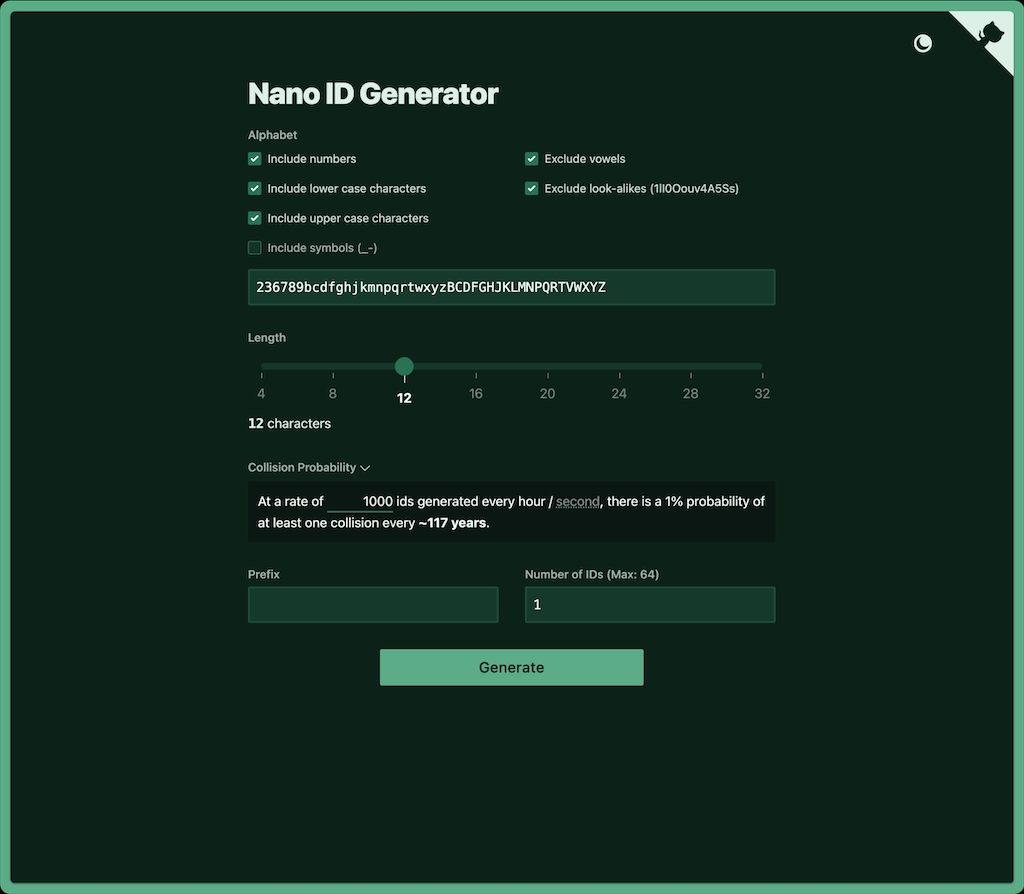 Nano ID Generator
Alphabet
Include numbers
Exclude vowels
Include lower case characters
Exclude look-alikes (1lI0Oouv4A5Ss)
Include upper case characters
Include symbols (_-)
236789bcdfghjkmnpqrtwxyzBCDFGHJKLMNPQRTVWXYZ
Length
4 8 12 16 20 24 28 32
12 characters
Collision Probability
At a rate of 1000 ids generated every hour / second, there is a 1% probability of
at least one collision every ~117 years.
Prefix
Number of IDs (Max: 64)
1
Generate